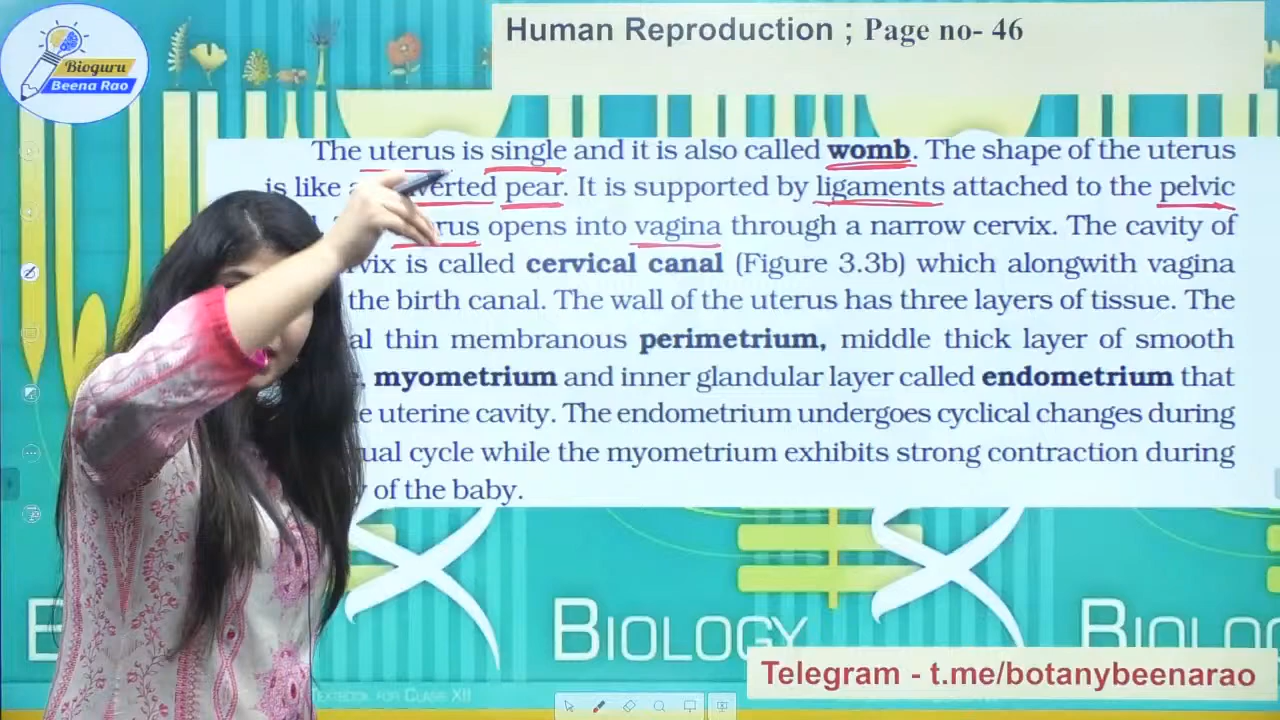 Bioguru
Beena Rao
Human Reproduction ; Page no- 46
The uterus is single and it is also called womb. The shape of the uterus
is like pear. It is supported by ligaments attached to the pelvic
opens into vagina through a narrow cervix. The cavity of
is called cervical canal (Figure 3.3b) which alongwith vagina
the birth canal. The wall of the uterus has three layers of tissue. The
thin membranous perimetrium, middle thick layer of smooth
, myometrium and inner glandular layer called endometrium that
uterine cavity. The endometrium undergoes cyclical changes during
cycle while the myometrium exhibits strong contraction during
of the baby.
BIOLOGY
TEXTBOOK FOR CLASS XII
Telegram - t.me/botanybeenarao